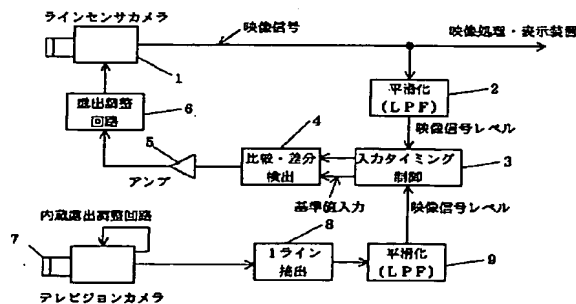 ラインセンサカメラ
映像信号
映像処理・表示装置
1
露出調整
回路
6
平滑化
(LPF)
2
映像信号レベル
5
アンプ
4
比較・差分
検出
入力タイミング
制御
3
基準値入力
映像信号レベル
内蔵露出調整回路
7
テレビジョンカメラ
8
1ライン
抽出
平滑化
(LPF)
9